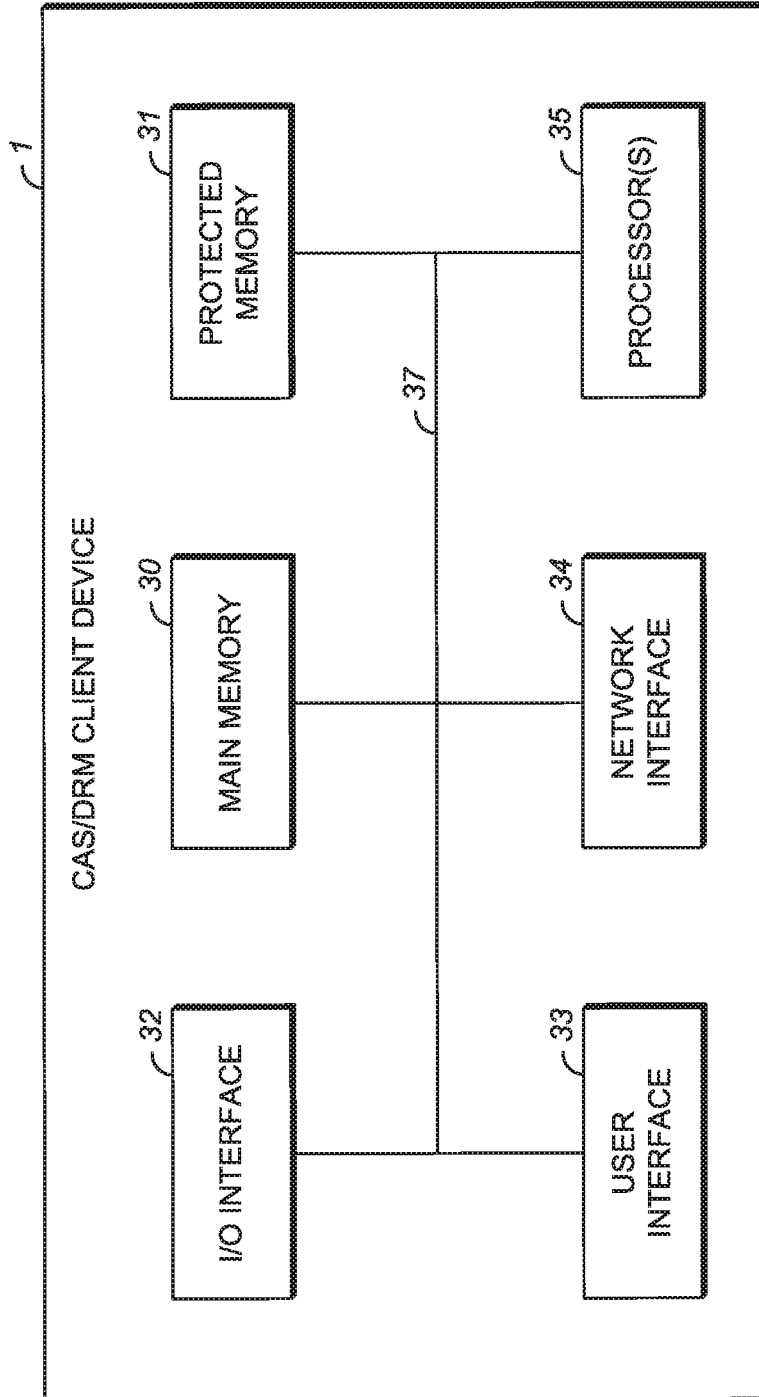 CAS/DRM CLIENT DEVICE
1
32
I/O INTERFACE
30
MAIN MEMORY
31
PROTECTED
MEMORY
37
33
USER
INTERFACE
34
NETWORK
INTERFACE
35
PROCESSOR(S)